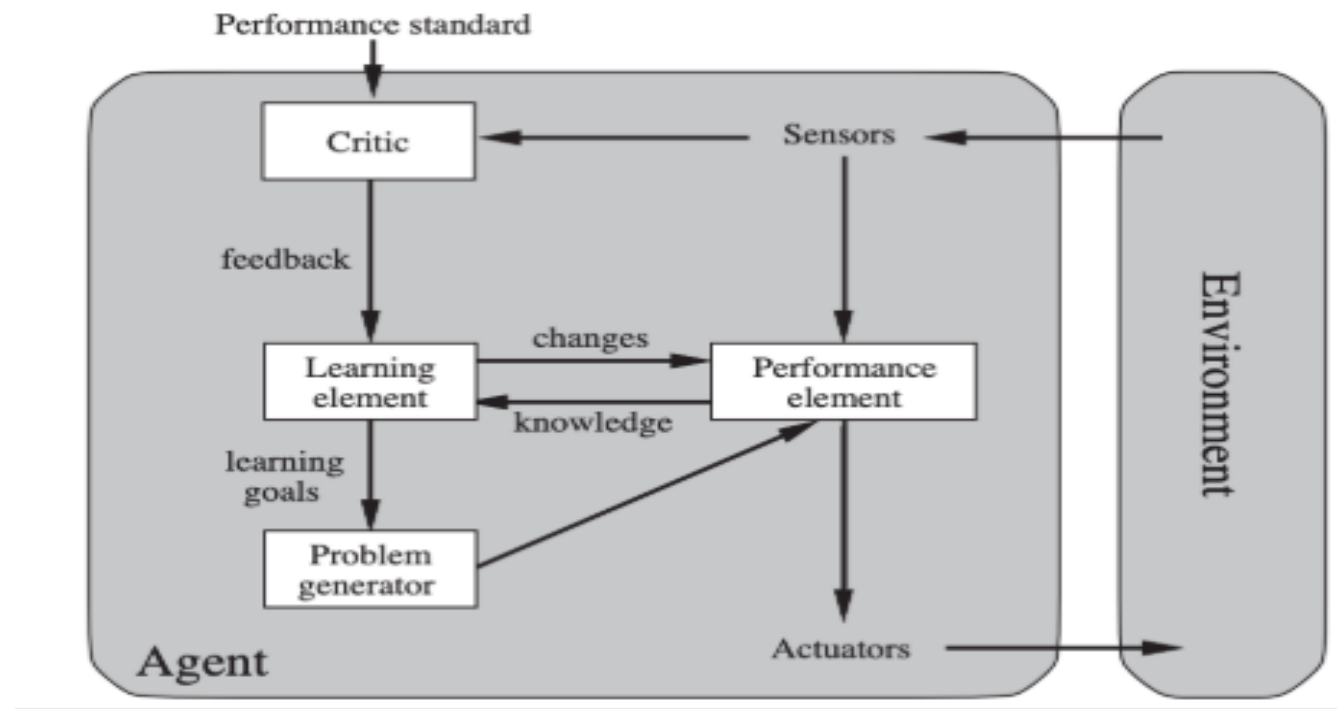 Performance standard
Critic
Sensors
feedback
changes
Learning
element
Performance
element
knowledge
learning
goals
Problem
generator
Agent
Actuators
Environment